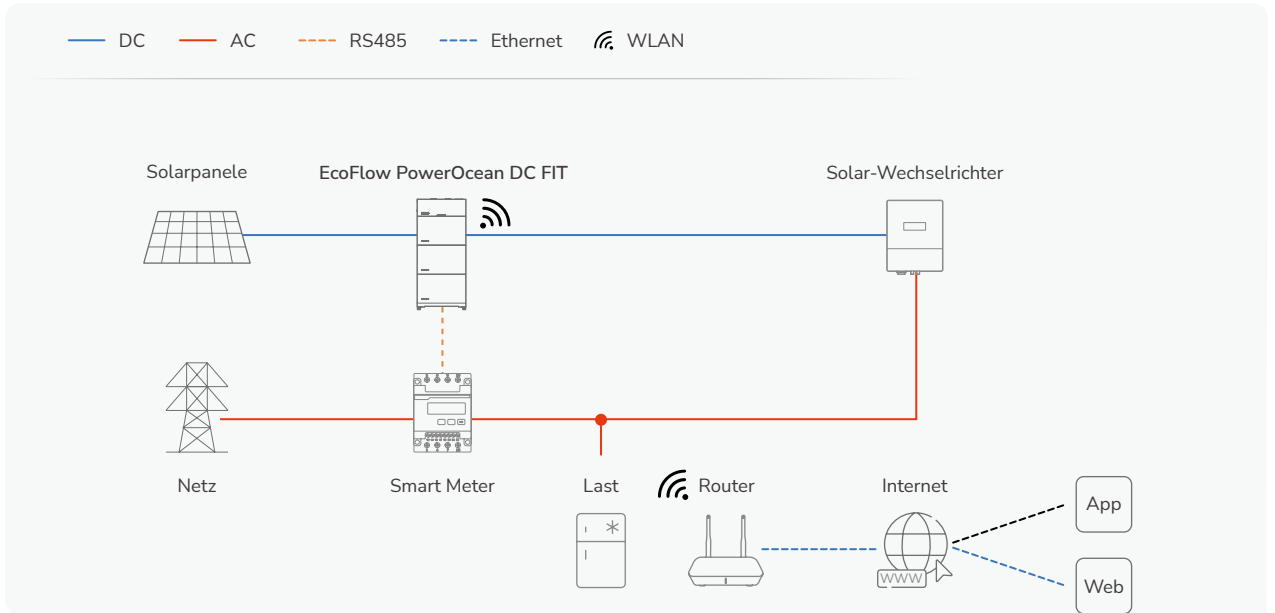 DC AC RS485 Ethernet WLAN
Solarpanele EcoFlow PowerOcean DC FIT Solar-Wechselrichter
Netz Smart Meter Last Router Internet
App
WWW
Web